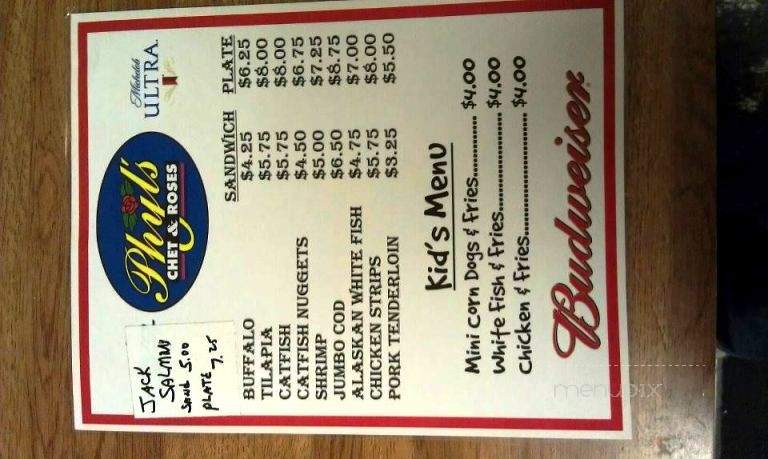 Michelob
ULTRA
Phyl's
CHET & ROSES
JACK
SALMON
SAND 5.00
PLATE 7.25
SANDWICH PLATE
BUFFALO $4.25 $6.25
TILAPIA $5.75 $8.00
CATFISH $5.75 $8.00
CATFISH NUGGETS $4.50 $6.75
SHRIMP $5.00 $7.25
JUMBO COD $6.50 $8.75
ALASKAN WHITE FISH $4.75 $7.00
CHICKEN STRIPS $5.75 $8.00
PORK TENDERLOIN $3.25 $5.50
Kid's Menu
Mini Corn Dogs & Fries............... $4.00
White Fish & Fries........................ $4.00
Chicken & Fries............................ $4.00
Budweiser
menupix